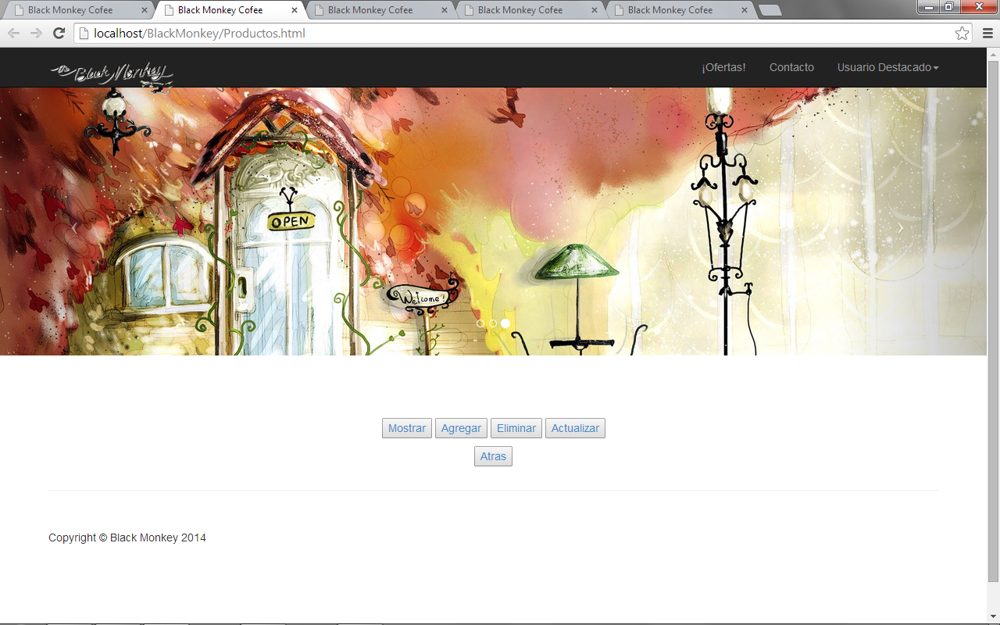 Black Monkey Cofee Black Monkey Cofee Black Monkey Cofee Black Monkey Cofee Black Monkey Cofee
localhost/BlackMonkey/Productos.html
the Black Monkey
¡Ofertas! Contacto Usuario Destacado
OPEN
Welcome!
Mostrar Agregar Eliminar Actualizar
Atras
Copyright © Black Monkey 2014